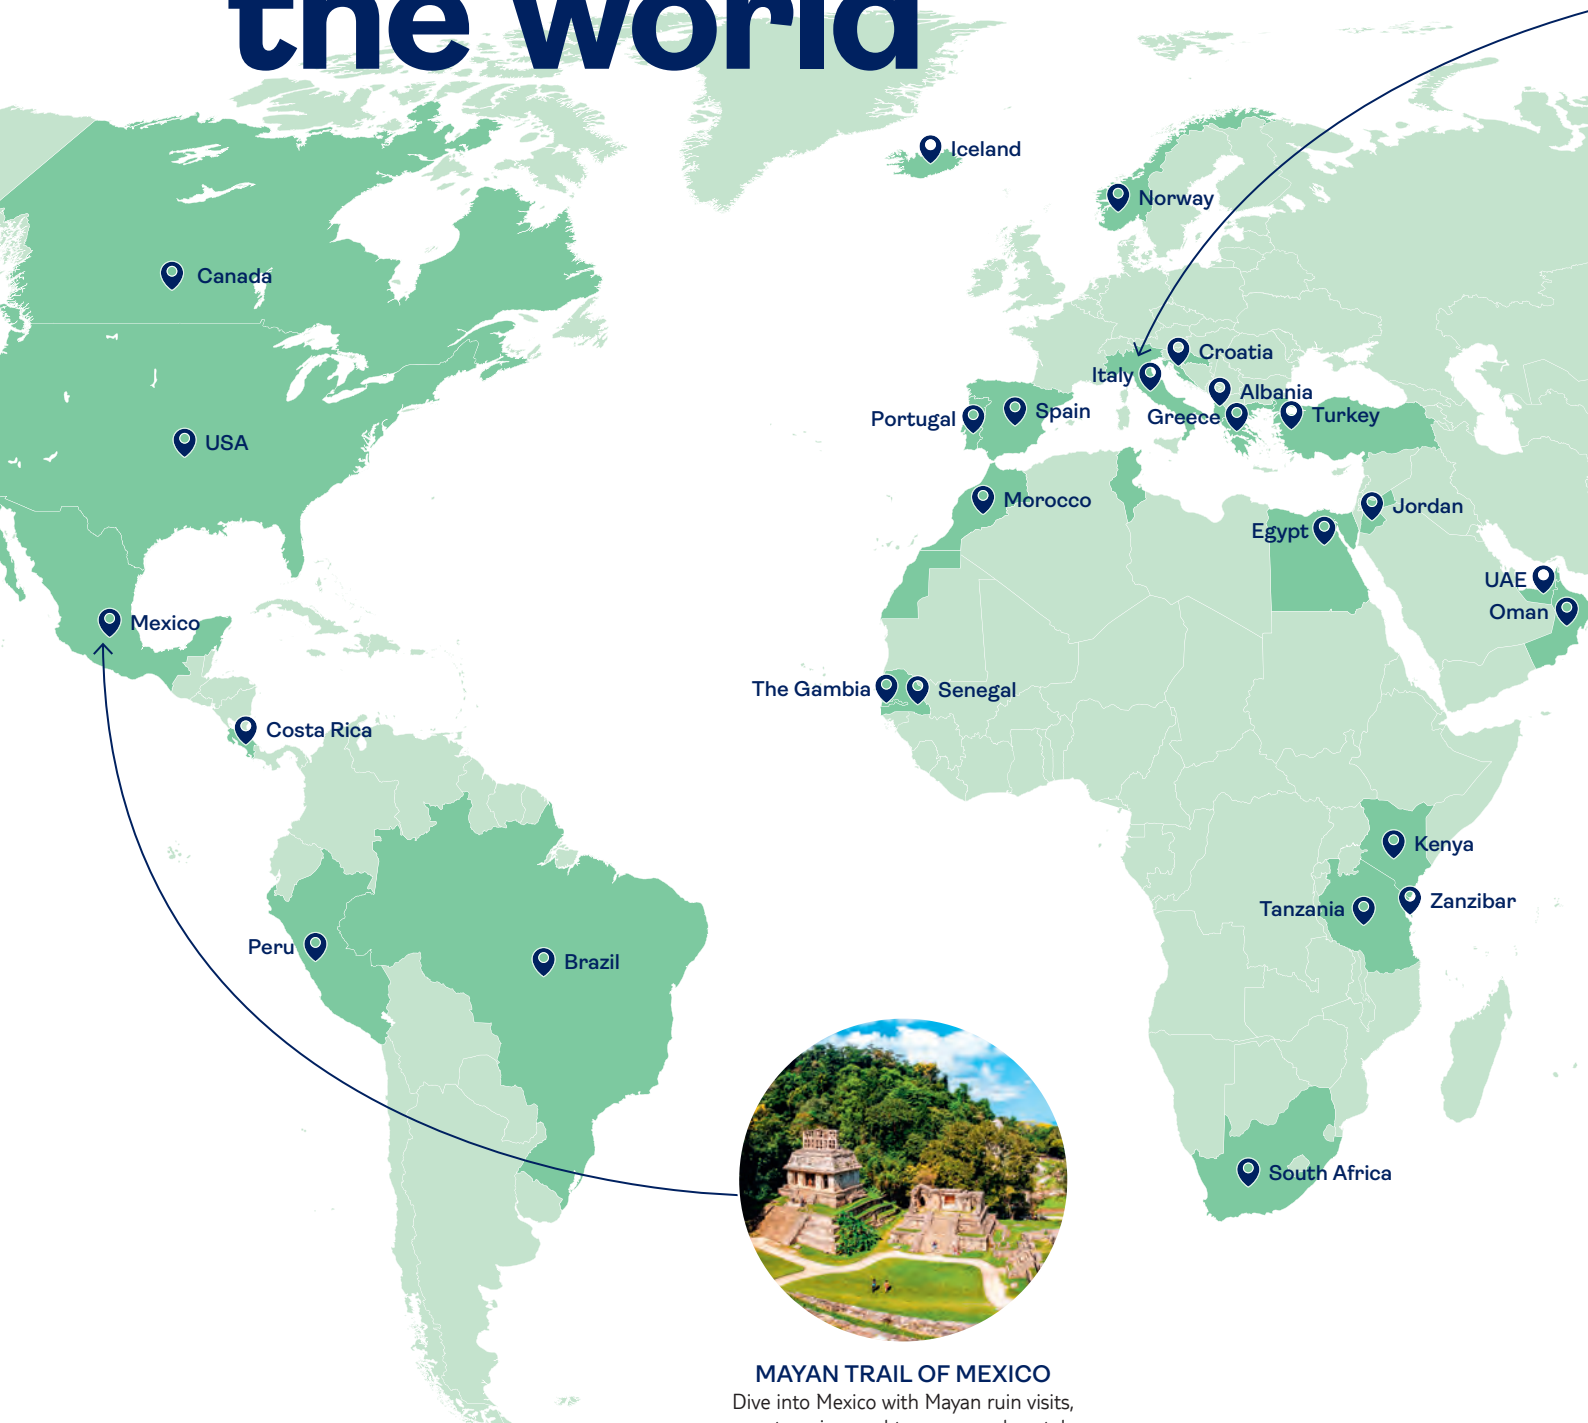 the world
Iceland
Norway
Canada
Croatia
Italy
Albania
Portugal
Spain
Greece
Turkey
USA
Morocco
Jordan
Egypt
UAE
Oman
Mexico
The Gambia
Senegal
Costa Rica
Kenya
Zanzibar
Tanzania
Peru
Brazil
South Africa
MAYAN TRAIL OF MEXICO
Dive into Mexico with Mayan ruin visits,